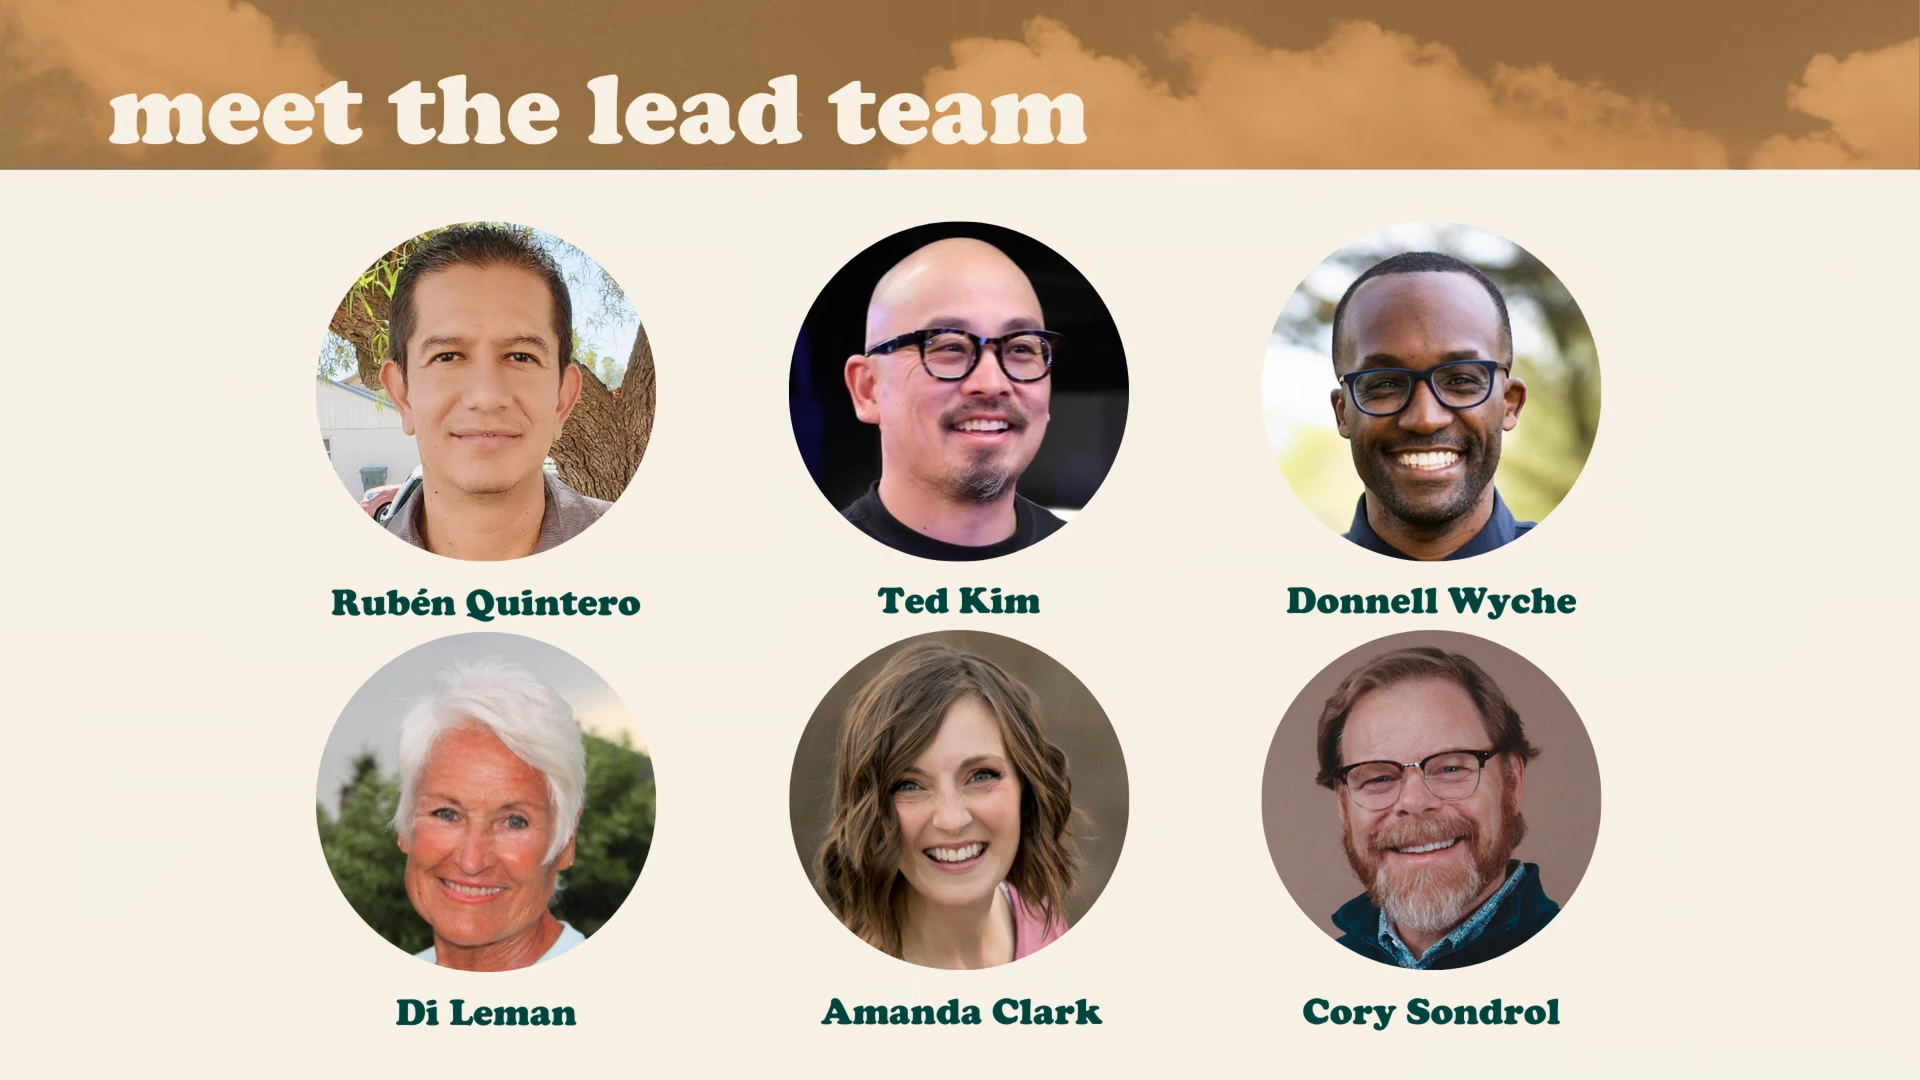 meet the lead team
Rubén Quintero
Ted Kim
Donnell Wyche
Di Leman
Amanda Clark
Cory Sondrol